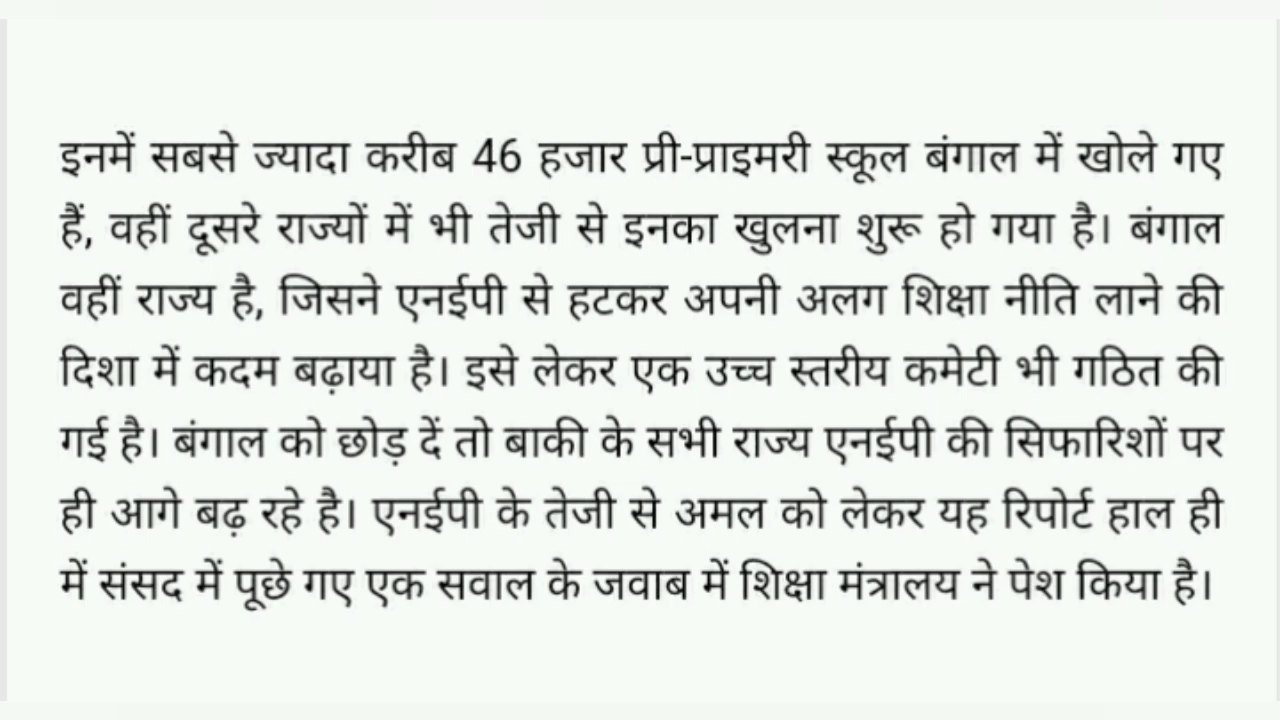 इनमें सबसे ज्यादा करीब 46 हजार प्री-प्राइमरी स्कूल बंगाल में खोले गए
हैं, वहीं दूसरे राज्यों में भी तेजी से इनका खुलना शुरू हो गया है। बंगाल
वहीं राज्य है, जिसने एनईपी से हटकर अपनी अलग शिक्षा नीति लाने की
दिशा में कदम बढ़ाया है। इसे लेकर एक उच्च स्तरीय कमेटी भी गठित की
गई है। बंगाल को छोड़ दें तो बाकी के सभी राज्य एनईपी की सिफारिशों पर
ही आगे बढ़ रहे है। एनईपी के तेजी से अमल को लेकर यह रिपोर्ट हाल ही
में संसद में पूछे गए एक सवाल के जवाब में शिक्षा मंत्रालय ने पेश किया है।